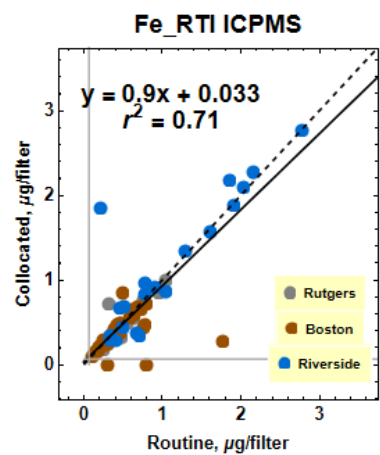 Fe_RTI ICPMS
y = 0.9x + 0.033
r² = 0.71
Collocated, µg/filter
3
2
1
0
Rutgers
Boston
Riverside
0 1 2 3
Routine, µg/filter